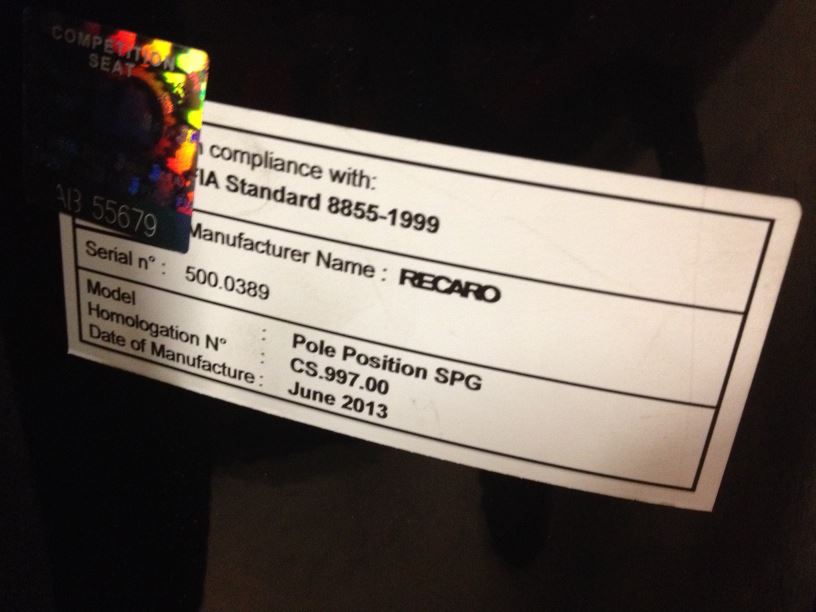 COMPETITION
SEAT
AB 55679
compliance with:
FIA Standard 8855-1999
Manufacturer Name : RECARO
Serial n° : 500.0389
Model : Pole Position SPG
Homologation N° : CS.997.00
Date of Manufacture : June 2013